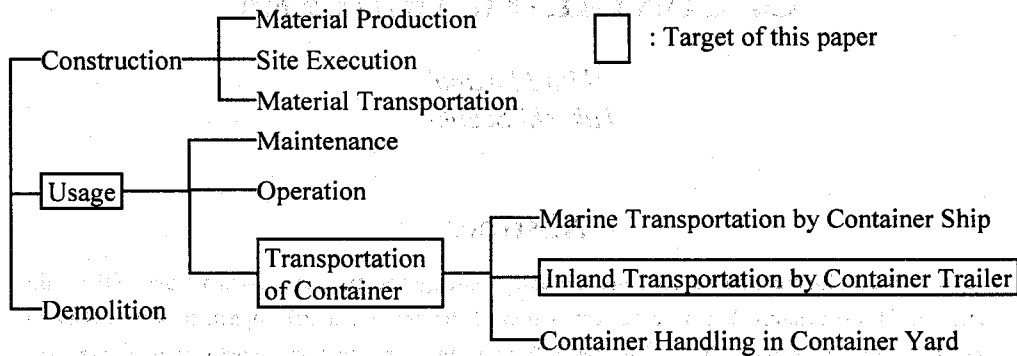 Material Production
: Target of this paper
Construction
Site Execution
Material Transportation
Maintenance
Usage
Operation
Marine Transportation by Container Ship
Transportation
of Container
Inland Transportation by Container Trailer
Demolition
Container Handling in Container Yard